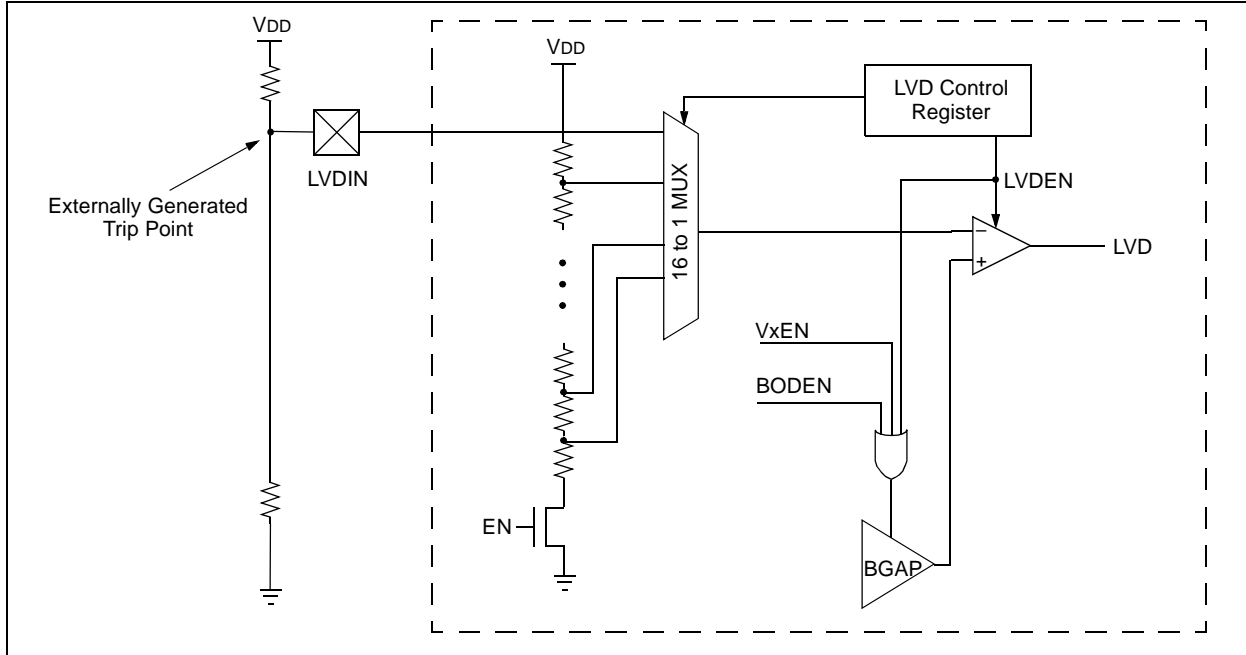 VDD
VDD
LVD Control
Register
LVDIN
Externally Generated
Trip Point
16 to 1 MUX
LVDEN
–
+
LVD
VxEN
BODEN
EN
BGAP